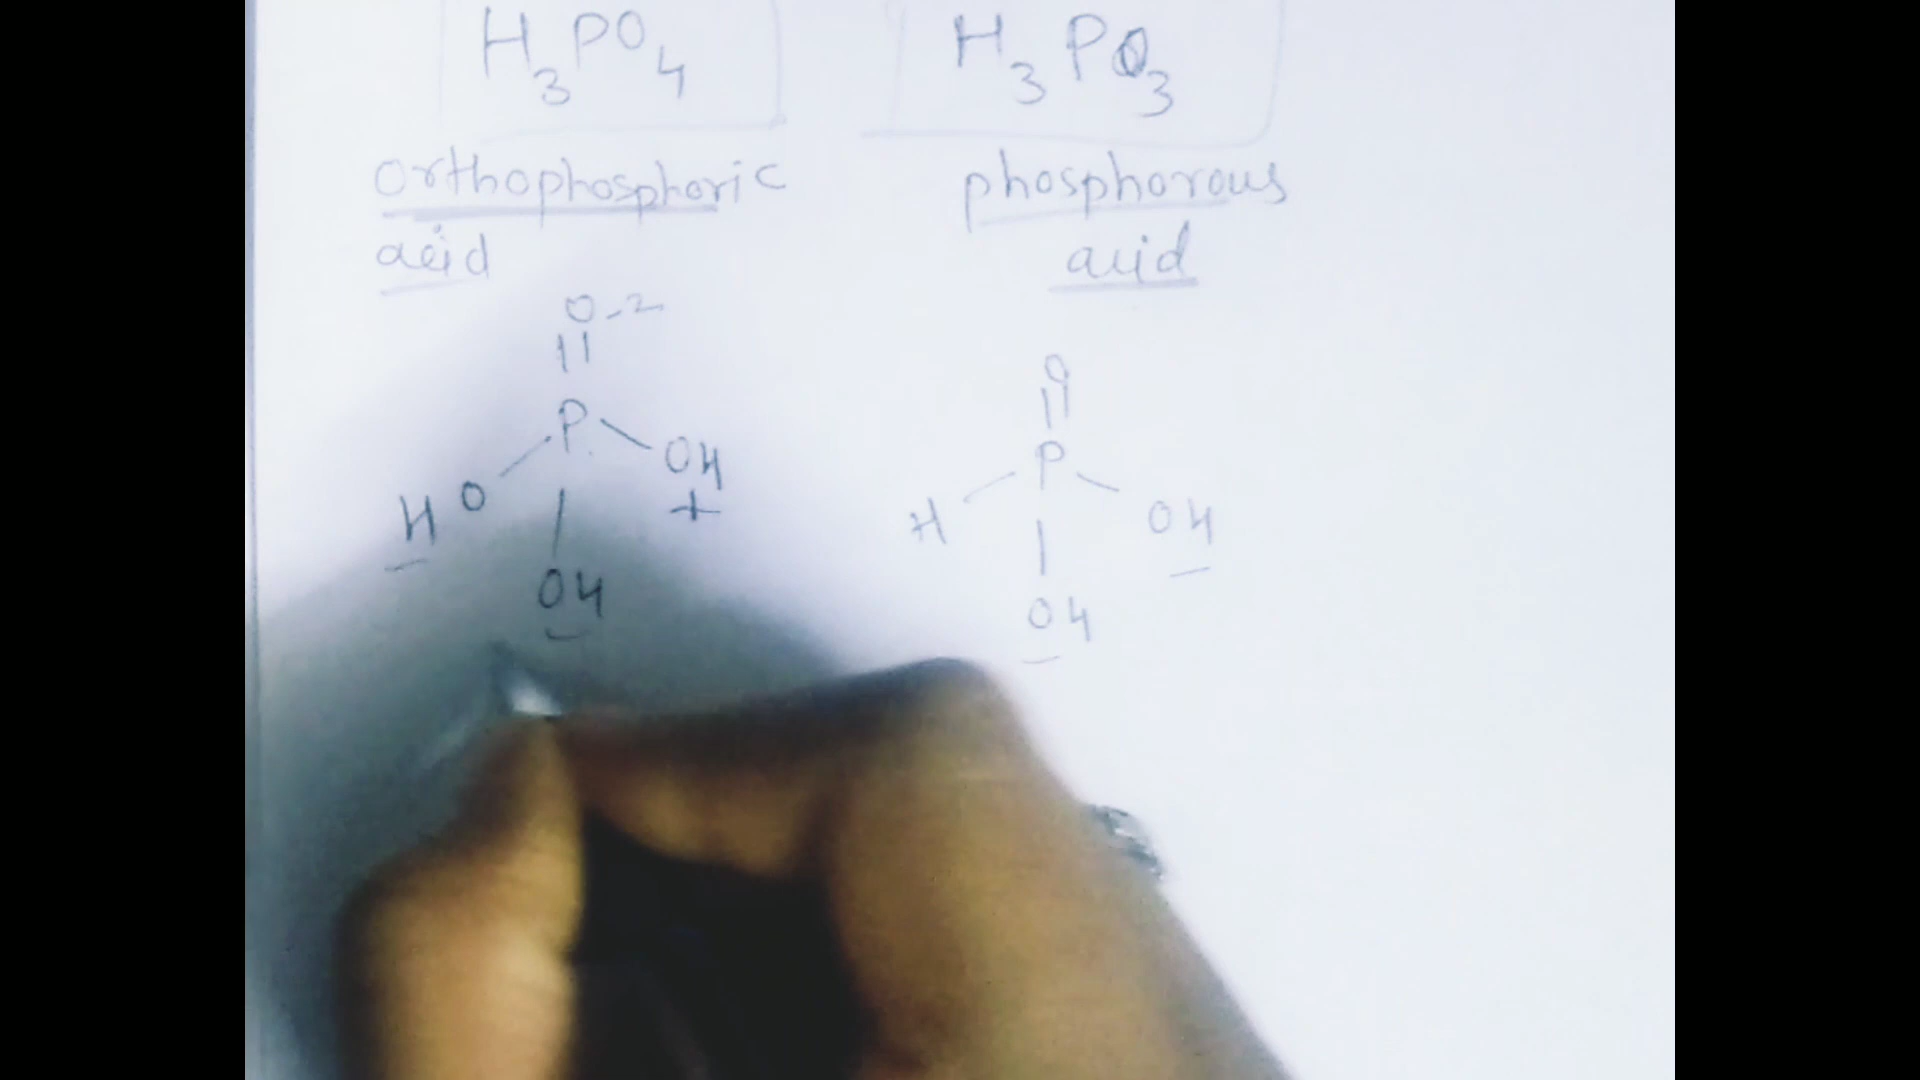 H3PO4
H3PO3
orthophosphoric
acid
phosphorous
acid
O-2
P
HO
OH
+
OH
O
P
H
OH
OH